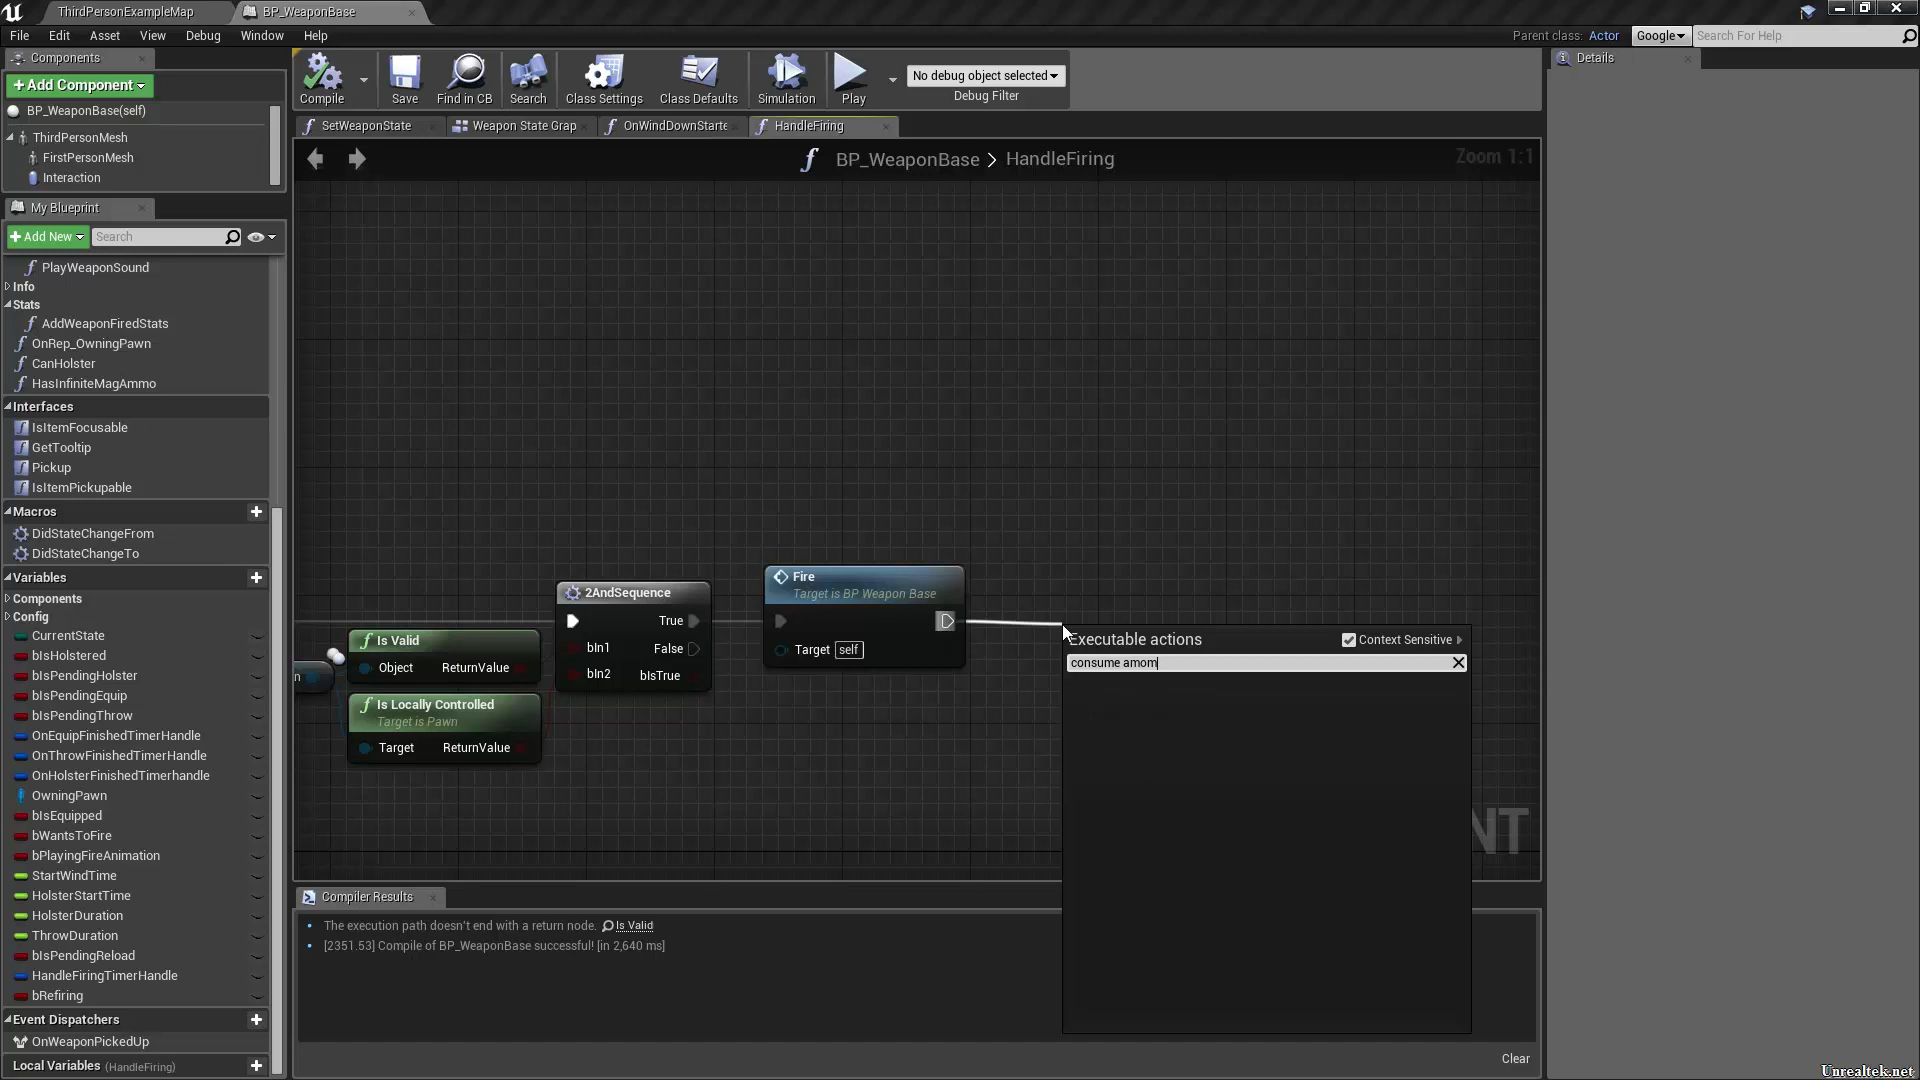 ThirdPersonExampleMap
BP_WeaponBase
File Edit Asset View Debug Window Help
Parent class: Actor
Google
Search For Help
Components
+Add Component
BP_WeaponBase(self)
ThirdPersonMesh
FirstPersonMesh
Interaction
Compile
Save
Find in CB
Search
Class Settings
Class Defaults
Simulation
Play
No debug object selected
Debug Filter
Details
SetWeaponState
Weapon State Grap
OnWindDownStarte
HandleFiring
BP_WeaponBase > HandleFiring
Zoom 1:1
My Blueprint
+Add New
Search
PlayWeaponSound
Info
Stats
AddWeaponFiredStats
OnRep_OwningPawn
CanHolster
HasInfiniteMagAmmo
Interfaces
IsItemFocusable
GetTooltip
Pickup
IsItemPickupable
Macros
DidStateChangeFrom
DidStateChangeTo
Variables
Components
Config
CurrentState
bIsHolstered
bIsPendingHolster
bIsPendingEquip
bIsPendingThrow
OnEquipFinishedTimerHandle
OnThrowFinishedTimerHandle
OnHolsterFinishedTimerhandle
OwningPawn
bIsEquipped
bWantsToFire
bPlayingFireAnimation
StartWindTime
HolsterStartTime
HolsterDuration
ThrowDuration
bIsPendingReload
HandleFiringTimerHandle
bRefiring
Event Dispatchers
OnWeaponPickedUp
Local Variables (HandleFiring)
n
Is Valid
Object ReturnValue
Is Locally Controlled
Target is Pawn
Target ReturnValue
2AndSequence
True
bIn1 False
bIn2 bIsTrue
Fire
Target is BP Weapon Base
Target self
Executable actions
Context Sensitive
consume amom
NT
Compiler Results
The execution path doesn't end with a return node. Is Valid
[2351.53] Compile of BP_WeaponBase successful! [in 2,640 ms]
Clear
Unrealtek.net